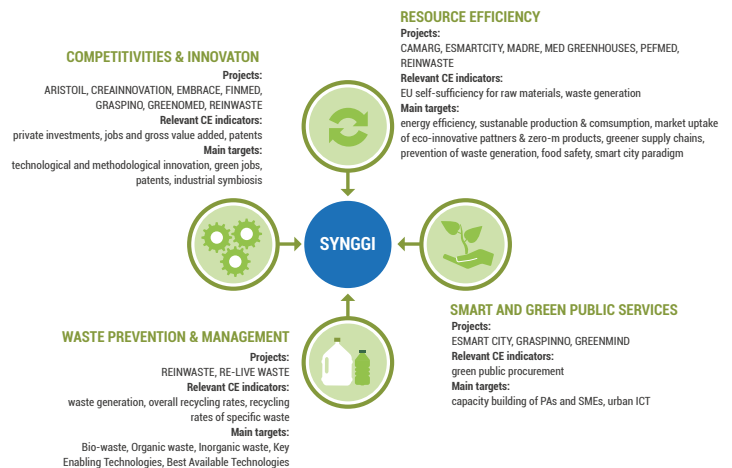 RESOURCE EFFICIENCY
Projects:
CAMARG, ESMARTCITY, MADRE, MED GREENHOUSES, PEFMED,
REINWASTE
Relevant CE indicators:
EU self-sufficiency for raw materials, waste generation
Main targets:
energy efficiency, sustanable production & comsumption, market uptake
of eco-innovative pattners & zero-m products, greener supply chains,
prevention of waste generation, food safety, smart city paradigm
COMPETITIVITIES & INNOVATON
Projects:
ARISTOIL, CREAINNOVATION, EMBRACE, FINMED,
GRASPINO, GREENOMED, REINWASTE
Relevant CE indicators:
private investments, jobs and gross value added, patents
Main targets:
technological and methodological innovation, green jobs,
patents, industrial symbiosis
SYNGGI
SMART AND GREEN PUBLIC SERVICES
Projects:
ESMART CITY, GRASPINNO, GREENMIND
Relevant CE indicators:
green public procurement
Main targets:
capacity building of PAs and SMEs, urban ICT
WASTE PREVENTION & MANAGEMENT
Projects:
REINWASTE, RE-LIVE WASTE
Relevant CE indicators:
waste generation, overall recycling rates, recycling
rates of specific waste
Main targets:
Bio-waste, Organic waste, Inorganic waste, Key
Enabling Technologies, Best Available Technologies